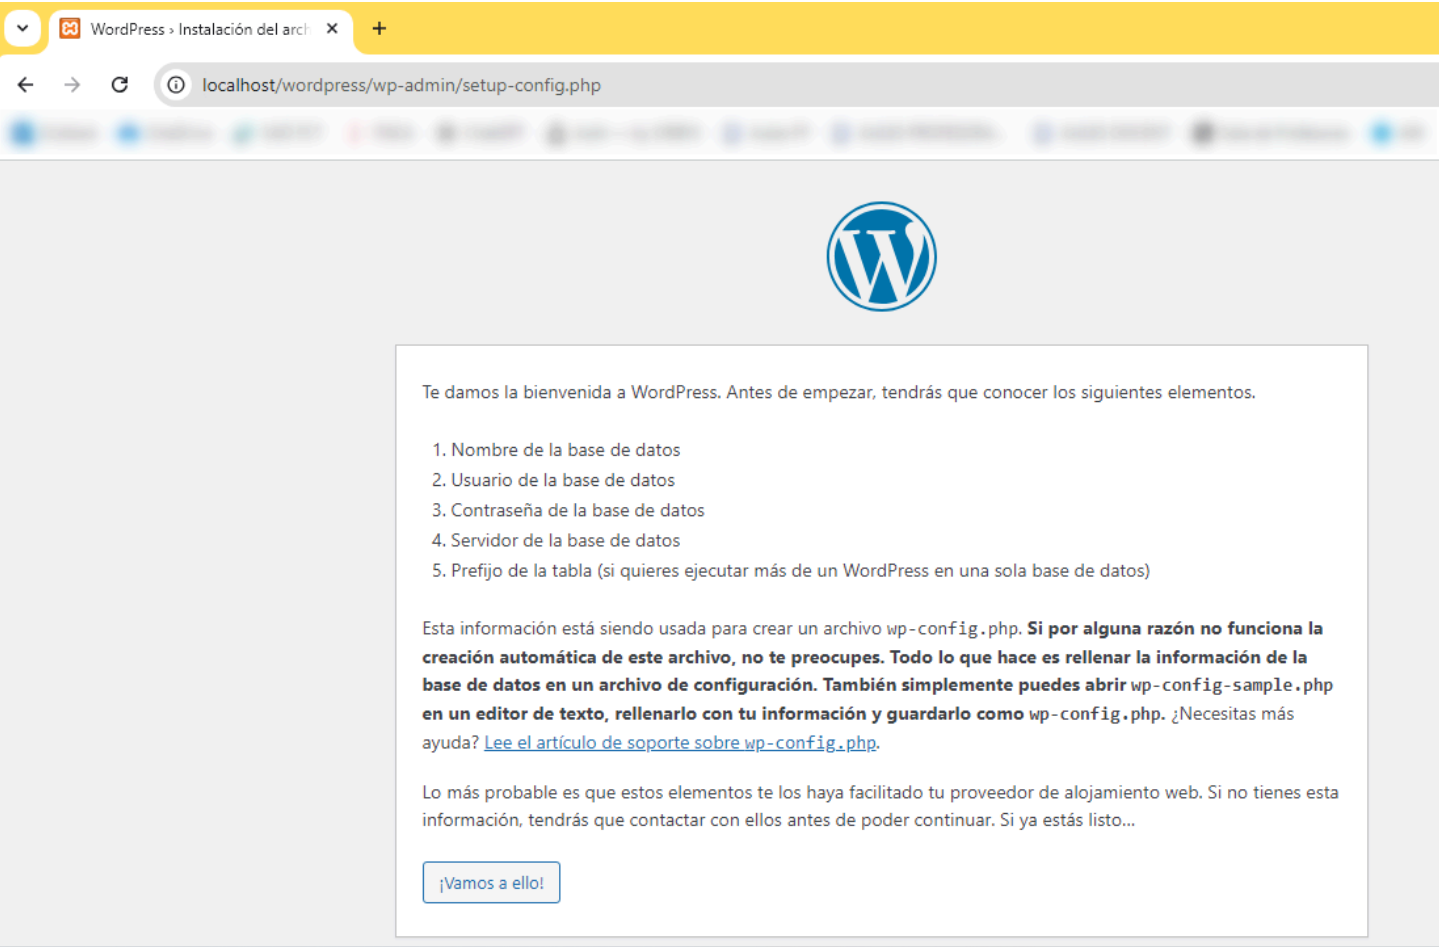 WordPress › Instalación del arch
localhost/wordpress/wp-admin/setup-config.php
Te damos la bienvenida a WordPress. Antes de empezar, tendrás que conocer los siguientes elementos.
1. Nombre de la base de datos
2. Usuario de la base de datos
3. Contraseña de la base de datos
4. Servidor de la base de datos
5. Prefijo de la tabla (si quieres ejecutar más de un WordPress en una sola base de datos)
Esta información está siendo usada para crear un archivo wp-config.php. Si por alguna razón no funciona la
creación automática de este archivo, no te preocupes. Todo lo que hace es rellenar la información de la
base de datos en un archivo de configuración. También simplemente puedes abrir wp-config-sample.php
en un editor de texto, rellenarlo con tu información y guardarlo como wp-config.php. ¿Necesitas más
ayuda? Lee el artículo de soporte sobre wp-config.php.
Lo más probable es que estos elementos te los haya facilitado tu proveedor de alojamiento web. Si no tienes esta
información, tendrás que contactar con ellos antes de poder continuar. Si ya estás listo...
¡Vamos a ello!